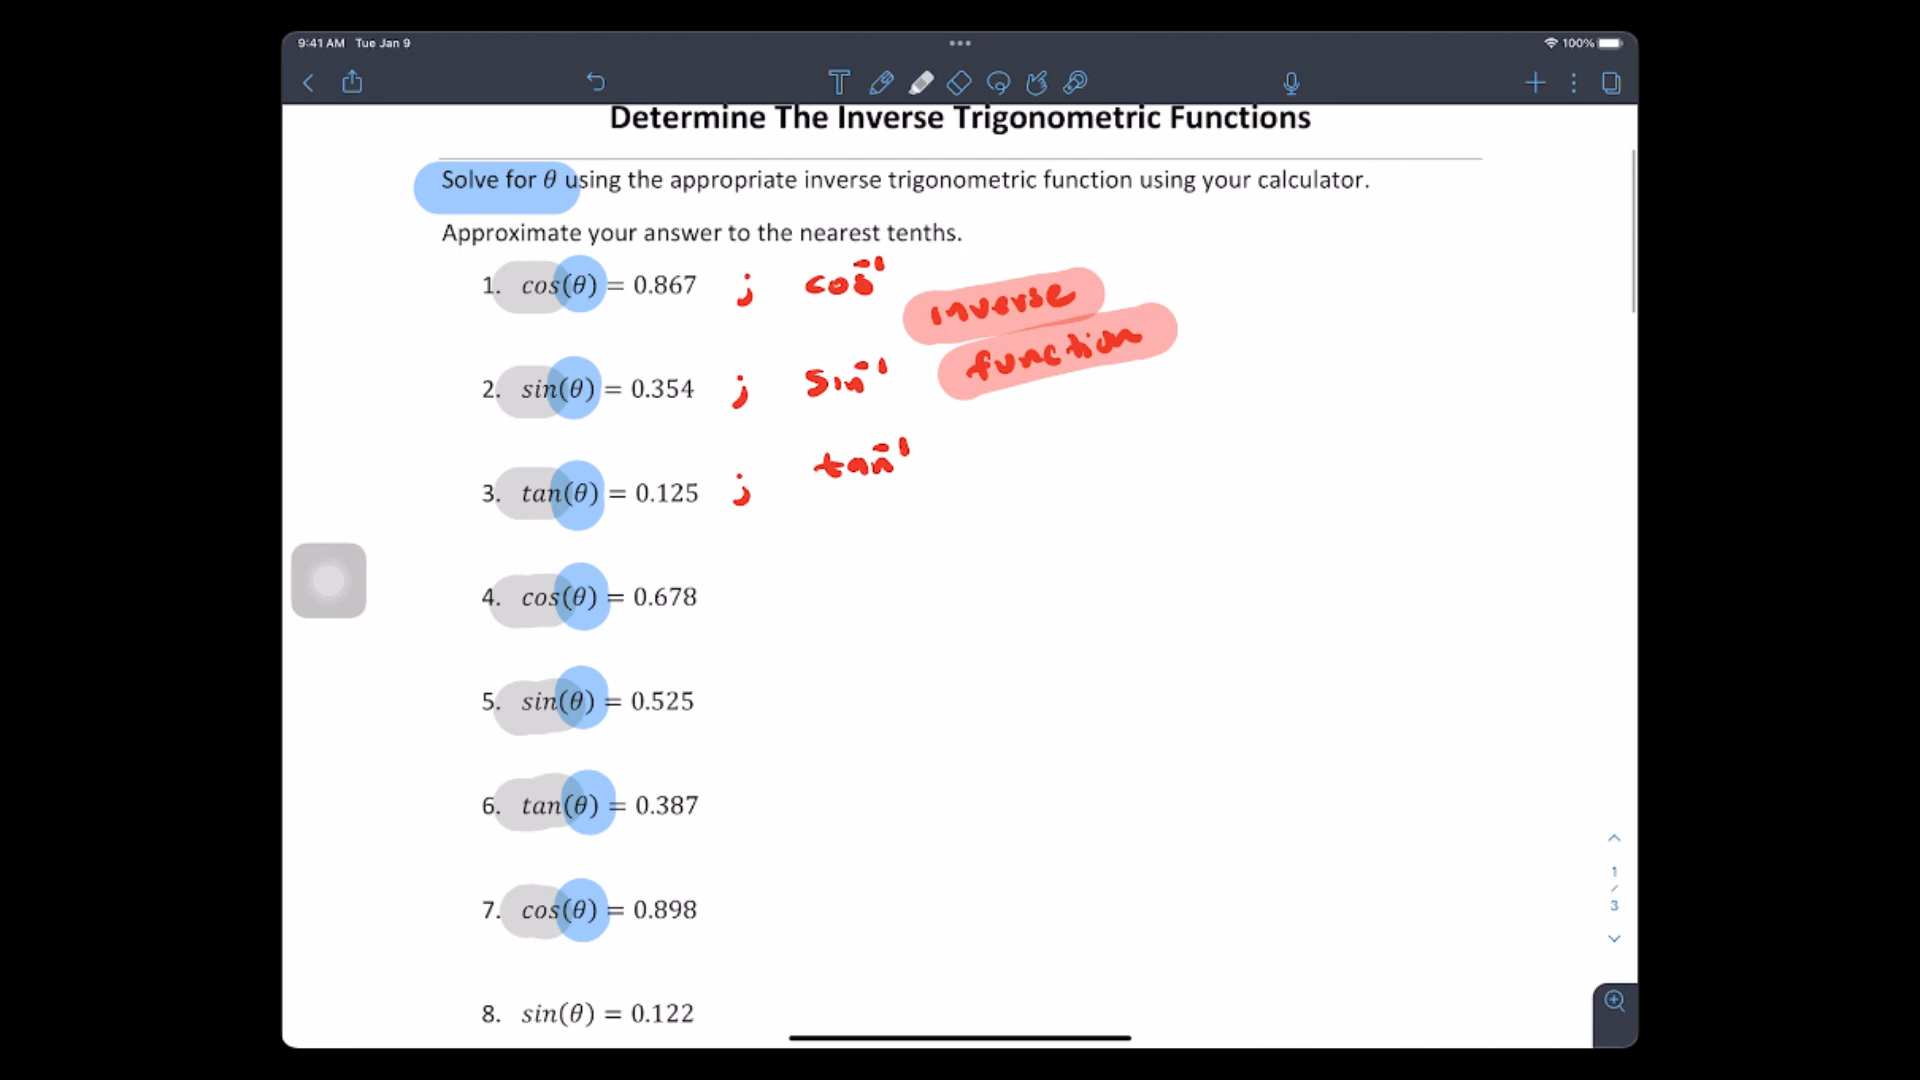 9:41 AM Tue Jan 9
100%
Determine The Inverse Trigonometric Functions
Solve for θ using the appropriate inverse trigonometric function using your calculator.
Approximate your answer to the nearest tenths.
1. cos(θ) = 0.867 ; cos⁻¹
inverse
function
2. sin(θ) = 0.354 ; sin⁻¹
3. tan(θ) = 0.125 ; tan⁻¹
4. cos(θ) = 0.678
5. sin(θ) = 0.525
6. tan(θ) = 0.387
7. cos(θ) = 0.898
8. sin(θ) = 0.122
1
/
3